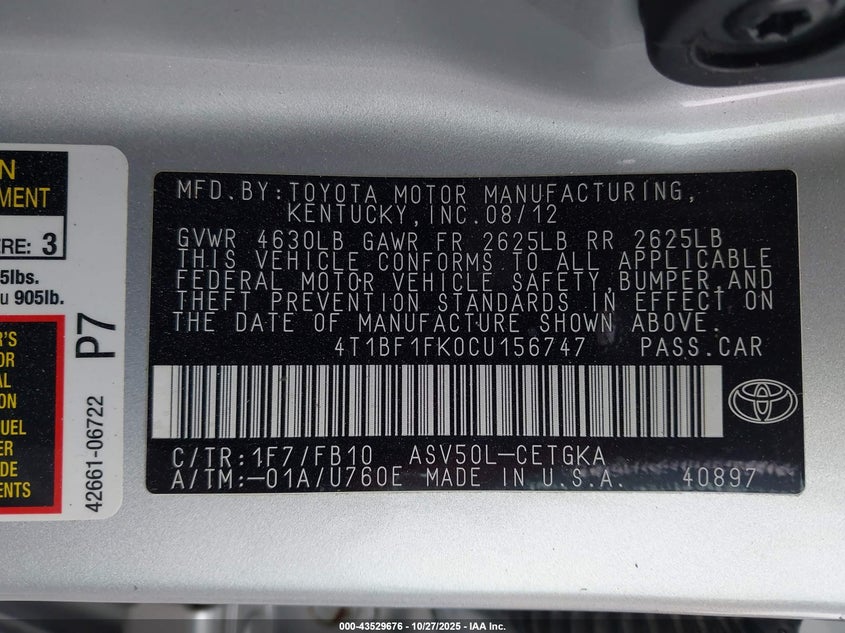 N
MENT
ERE: 3
5lbs.
u 905lb.
R'S
OR
AL
ON
UEL
ER
DE
ENTS
P7
42661-06722
MFD.BY:TOYOTA MOTOR MANUFACTURING,
KENTUCKY,INC.08/12
GVWR 4630LB GAWR FR 2625LB RR 2625LB
THIS VEHICLE CONFORMS TO ALL APPLICABLE
FEDERAL MOTOR VEHICLE SAFETY,BUMPER,AND
THEFT PREVENTION STANDARDS IN EFFECT ON
THE DATE OF MANUFACTURE SHOWN ABOVE.
4T1BF1FK0CU156747 PASS.CAR
C/TR:1F7/FB10 ASV50L-CETGKA
A/TM:-01A/U760E MADE IN U.S.A. 40897
000-43529676 | 10/27/2025 | IAA Inc.